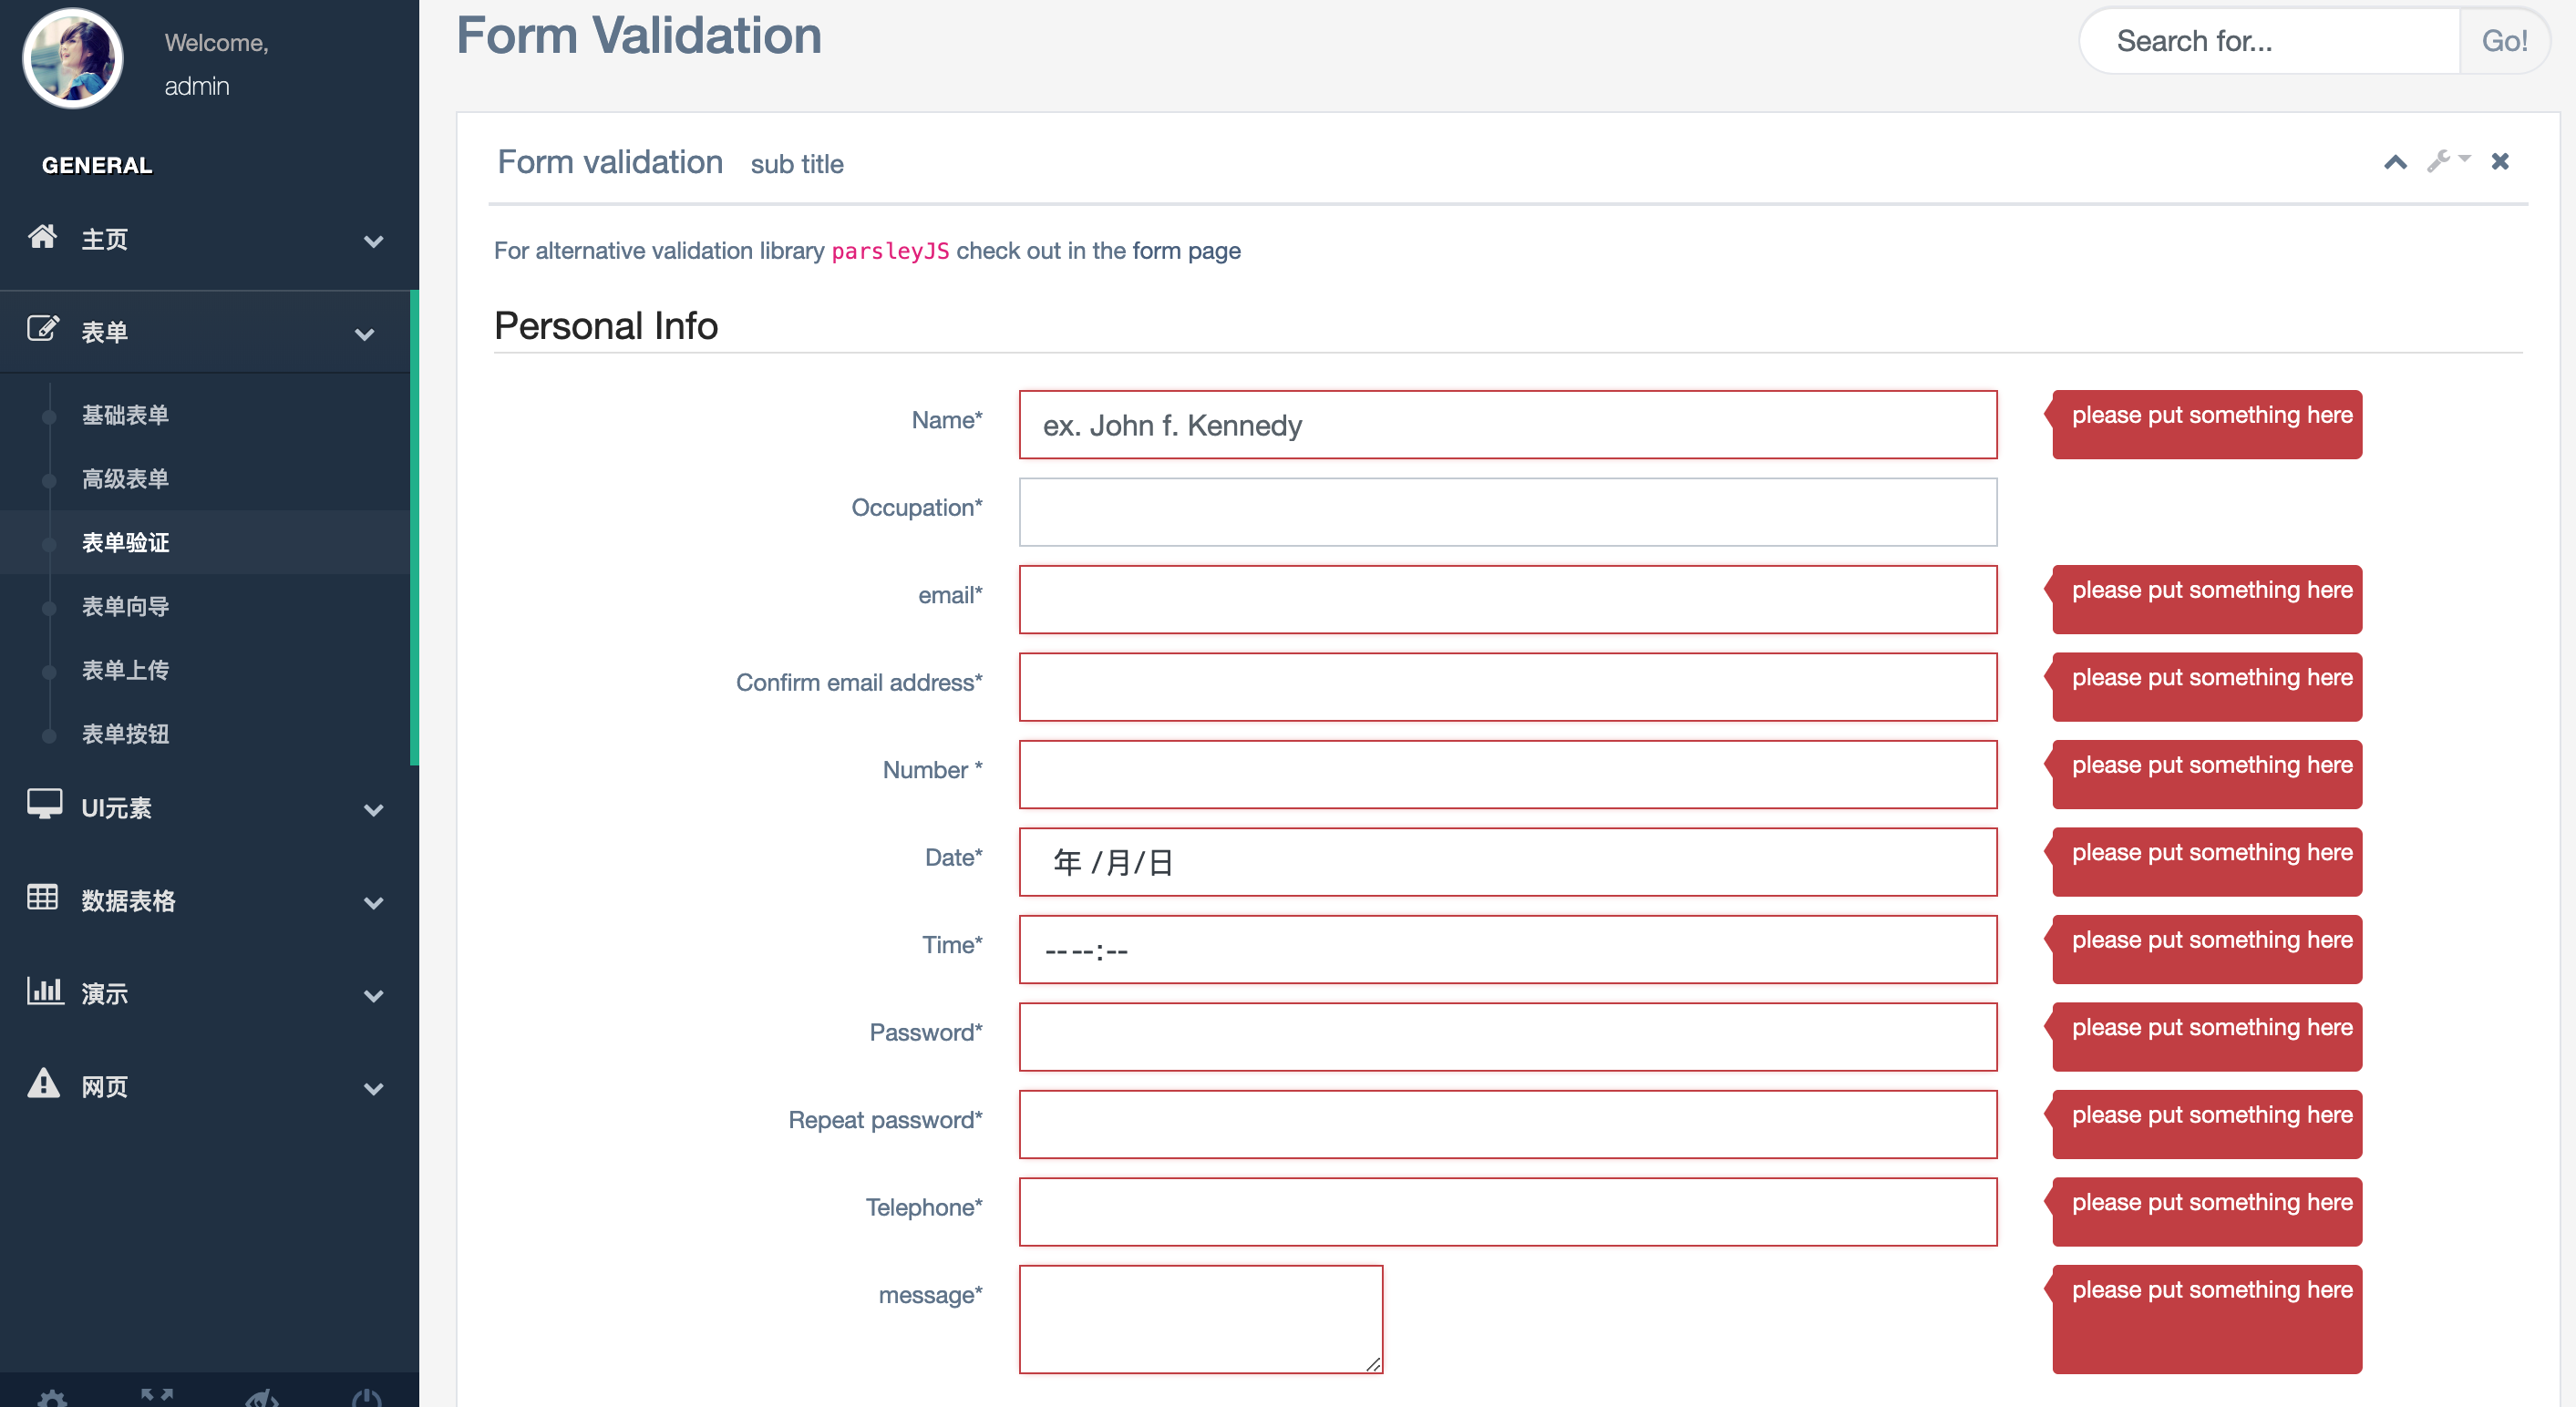 Welcome,
admin
GENERAL
主页
表单
基础表单
高级表单
表单验证
表单向导
表单上传
表单按钮
UI元素
数据表格
演示
网页
Form Validation
Search for...
Go!
Form validation sub title
For alternative validation library parsleyJS check out in the form page
Personal Info
Name* ex. John f. Kennedy please put something here
Occupation*
email* please put something here
Confirm email address* please put something here
Number * please put something here
Date* 年 /月/日 please put something here
Time* -- --:-- please put something here
Password* please put something here
Repeat password* please put something here
Telephone* please put something here
message* please put something here